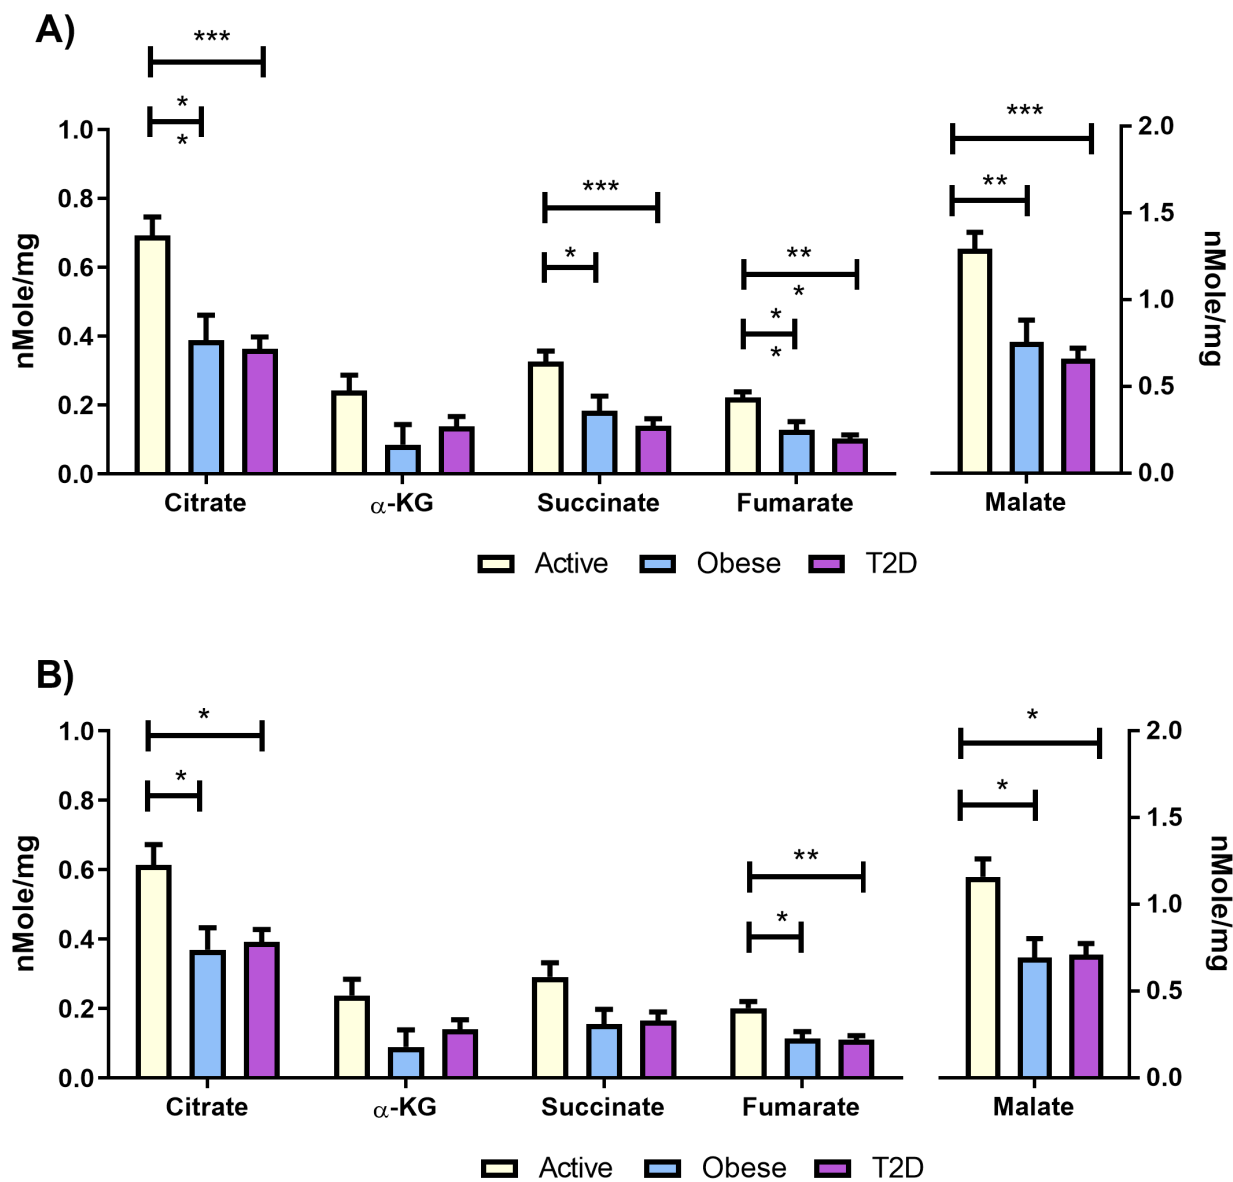 A)
***
*
*
1.0
0.8
0.6
0.4
0.2
0.0
nMole/mg
***
*
**
*
*
*
***
**
2.0
1.5
1.0
0.5
0.0
nMole/mg
Citrate
α-KG
Succinate
Fumarate
Malate
Active Obese T2D
B)
*
*
1.0
0.8
0.6
0.4
0.2
0.0
nMole/mg
**
*
*
*
2.0
1.5
1.0
0.5
0.0
nMole/mg
Citrate
α-KG
Succinate
Fumarate
Malate
Active Obese T2D